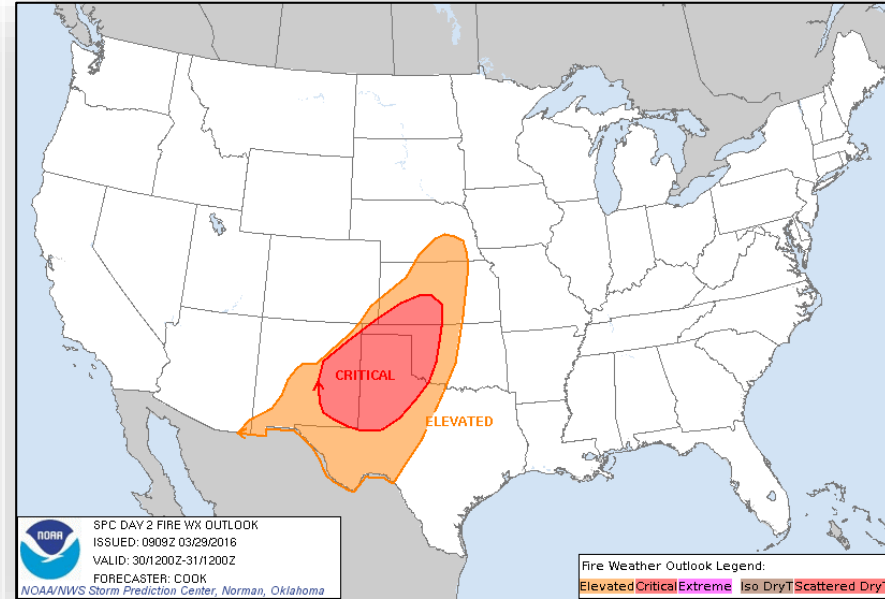 CRITICAL
ELEVATED
NOAA
SPC DAY 2 FIRE WX OUTLOOK
ISSUED: 0909Z 03/29/2016
VALID: 30/1200Z-31/1200Z
FORECASTER: COOK
NOAA/NWS Storm Prediction Center, Norman, Oklahoma
Fire Weather Outlook Legend:
Elevated Critical Extreme Iso DryT Scattered DryT